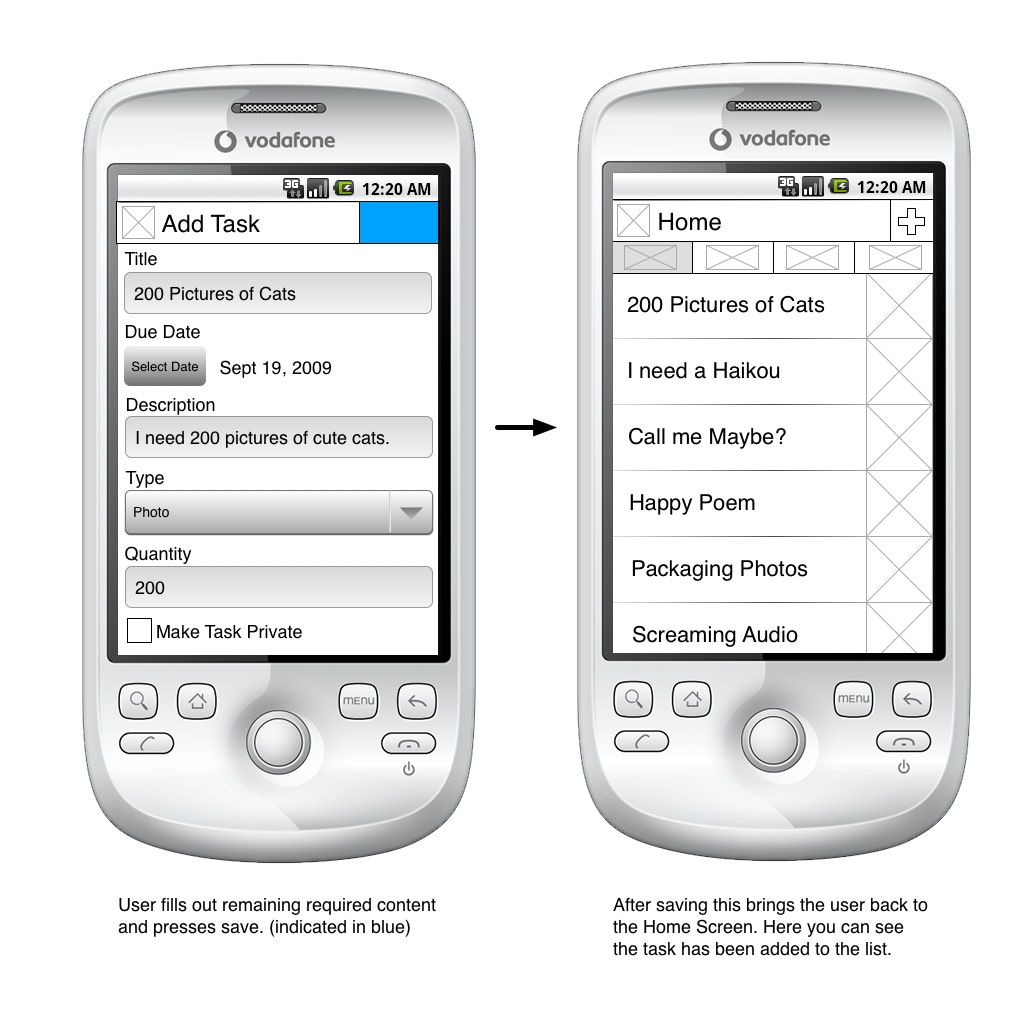 vodafone
3G 12:20 AM
Add Task
Title
200 Pictures of Cats
Due Date
Select Date Sept 19, 2009
Description
I need 200 pictures of cute cats.
Type
Photo
Quantity
200
Make Task Private
MENU
User fills out remaining required content
and presses save. (indicated in blue)
vodafone
3G 12:20 AM
Home
200 Pictures of Cats
I need a Haikou
Call me Maybe?
Happy Poem
Packaging Photos
Screaming Audio
MENU
After saving this brings the user back to
the Home Screen. Here you can see
the task has been added to the list.